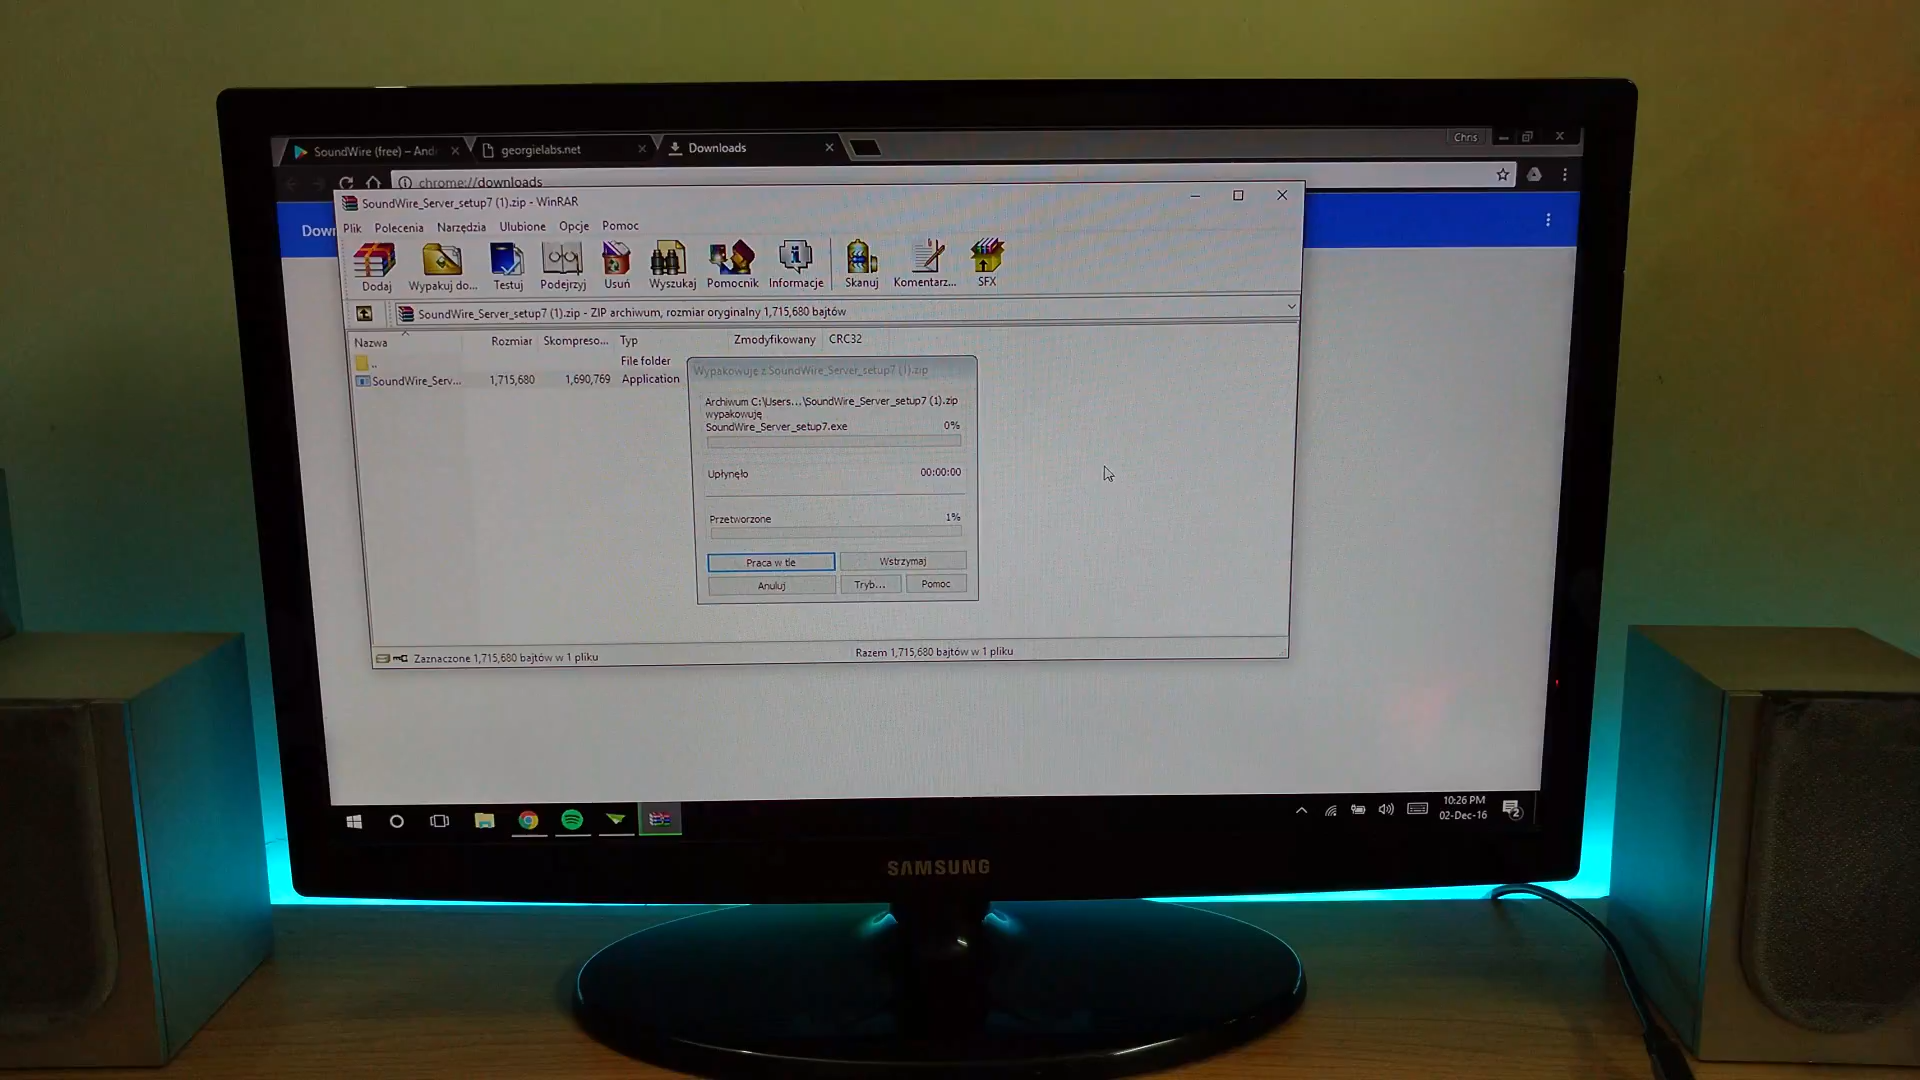 SoundWire (free) – And
georgielabs.net
Downloads
Chris
chrome://downloads
Down
SoundWire_Server_setup7 (1).zip - WinRAR
Plik Polecenia Narzędzia Ulubione Opcje Pomoc
Dodaj Wypakuj do... Testuj Podejrzyj Usuń Wyszukaj Pomocnik Informacje Skanuj Komentarz... SFX
SoundWire_Server_setup7 (1).zip - ZIP archiwum, rozmiar oryginalny 1,715,680 bajtów
Nazwa Rozmiar Skompreso... Typ Zmodyfikowany CRC32
.. File folder
SoundWire_Serv... 1,715,680 1,690,769 Application
Wypakowuję z SoundWire_Server_setup7 (1).zip
Archiwum C:\Users...\SoundWire_Server_setup7 (1).zip
wypakowuję
SoundWire_Server_setup7.exe 0%
Upłynęło 00:00:00
Przetworzone 1%
Praca w tle Wstrzymaj
Anuluj Tryb... Pomoc
Zaznaczone 1,715,680 bajtów w 1 pliku Razem 1,715,680 bajtów w 1 pliku
10:26 PM
02-Dec-16
2
SAMSUNG